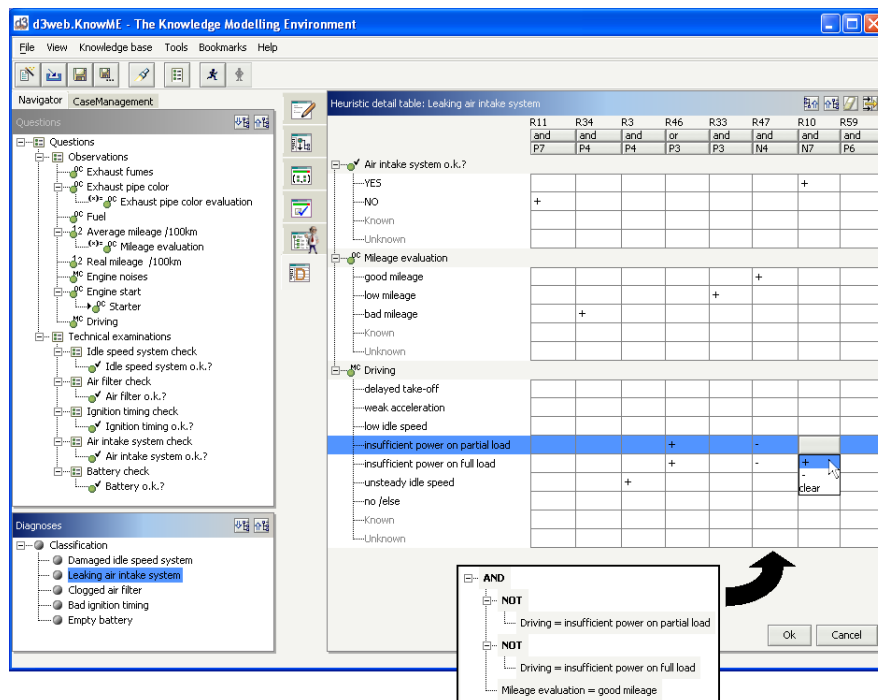 d3web.KnowME - The Knowledge Modelling Environment
File View Knowledge base Tools Bookmarks Help
Navigator CaseManagement
Questions
Questions
Observations
Exhaust fumes
Exhaust pipe color
Exhaust pipe color evaluation
Fuel
Average mileage /100km
Mileage evaluation
Real mileage /100km
Engine noises
Engine start
Starter
Driving
Technical examinations
Idle speed system check
Idle speed system o.k.?
Air filter check
Air filter o.k.?
Ignition timing check
Ignition timing o.k.?
Air intake system check
Air intake system o.k.?
Battery check
Battery o.k.?
Diagnoses
Classification
Damaged idle speed system
Leaking air intake system
Clogged air filter
Bad ignition timing
Empty battery
Heuristic detail table: Leaking air intake system
R11 R34 R3 R46 R33 R47 R10 R59
and and and or and and and and
P7 P4 P4 P3 P3 N4 N7 P6
Air intake system o.k.?
YES +
NO +
Known
Unknown
OC Mileage evaluation
good mileage +
low mileage +
bad mileage +
Known
Unknown
MC Driving
delayed take-off
weak acceleration
low idle speed
insufficient power on partial load + -
insufficient power on full load + - +
-
clear
unsteady idle speed +
no /else
Known
Unknown
AND
NOT
Driving = insufficient power on partial load
NOT
Driving = insufficient power on full load
Mileage evaluation = good mileage
Ok Cancel